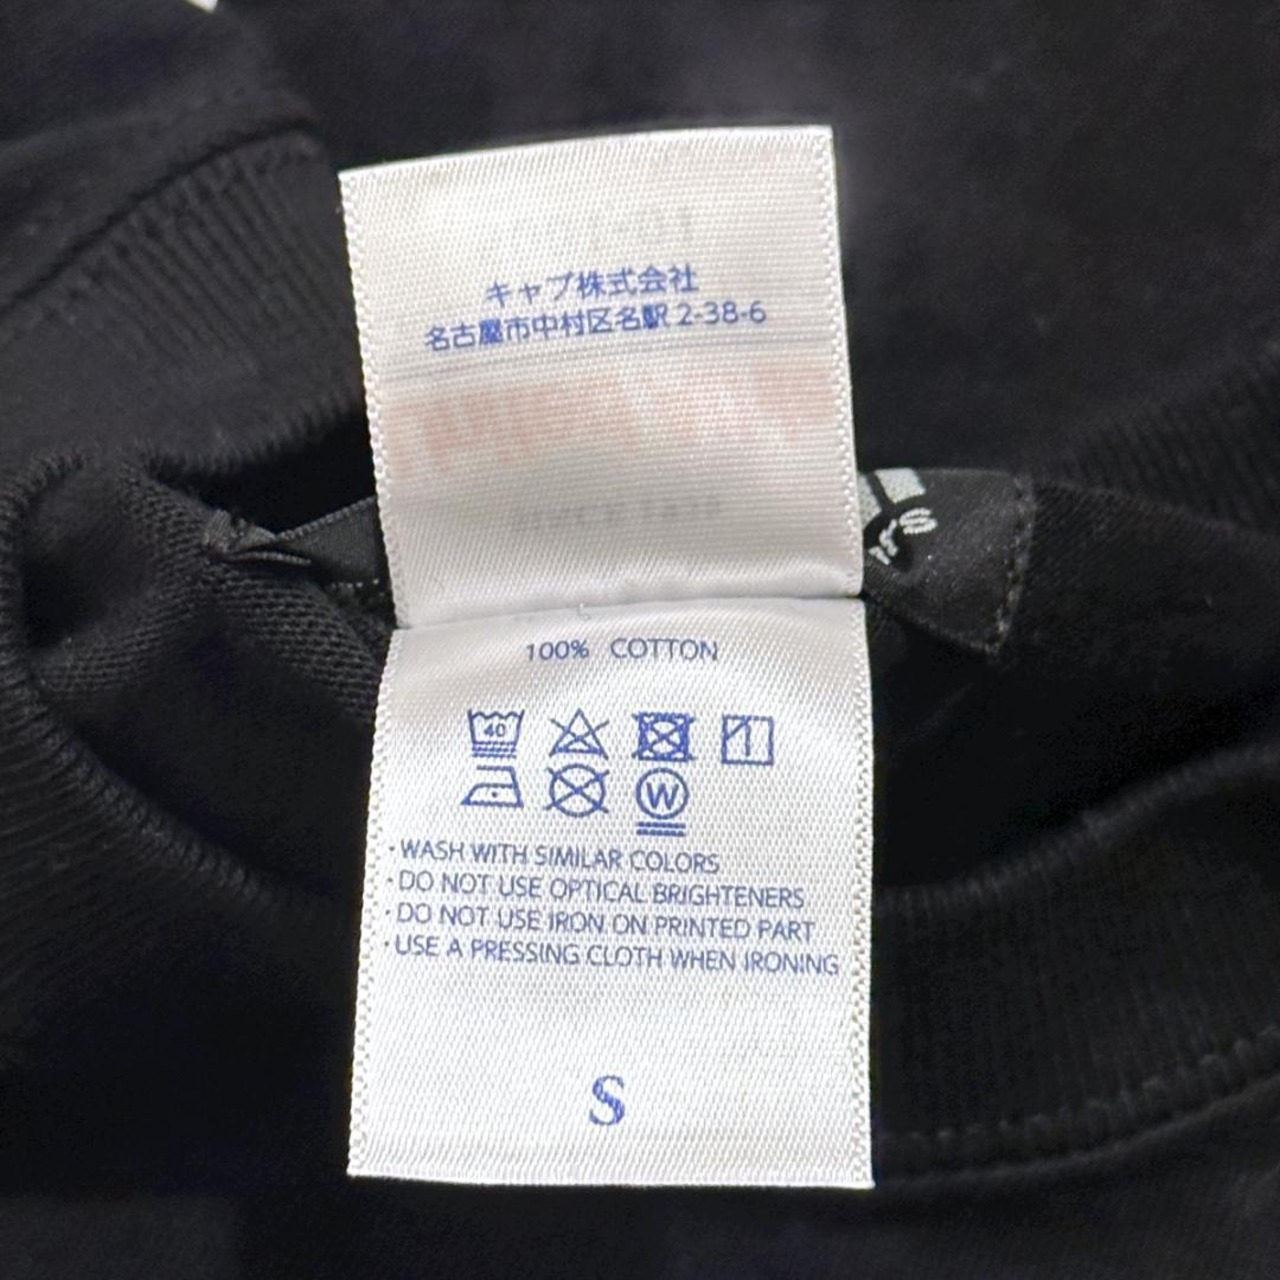 キャブ株式会社
名古屋市中村区名駅 2-38-6
100% COTTON
40
W
・WASH WITH SIMILAR COLORS
・DO NOT USE OPTICAL BRIGHTENERS
・DO NOT USE IRON ON PRINTED PART
・USE A PRESSING CLOTH WHEN IRONING
S